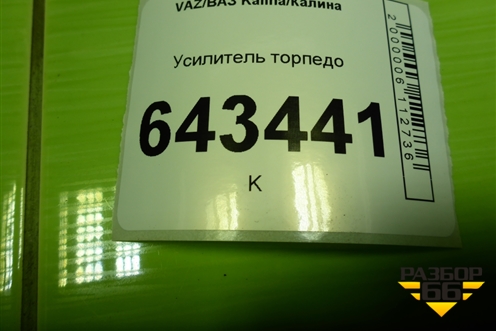 VAZ/ВАЗ Kalina/Калина
Усилитель торпедо
643441
К
2000006112736
РАЗБОР
66